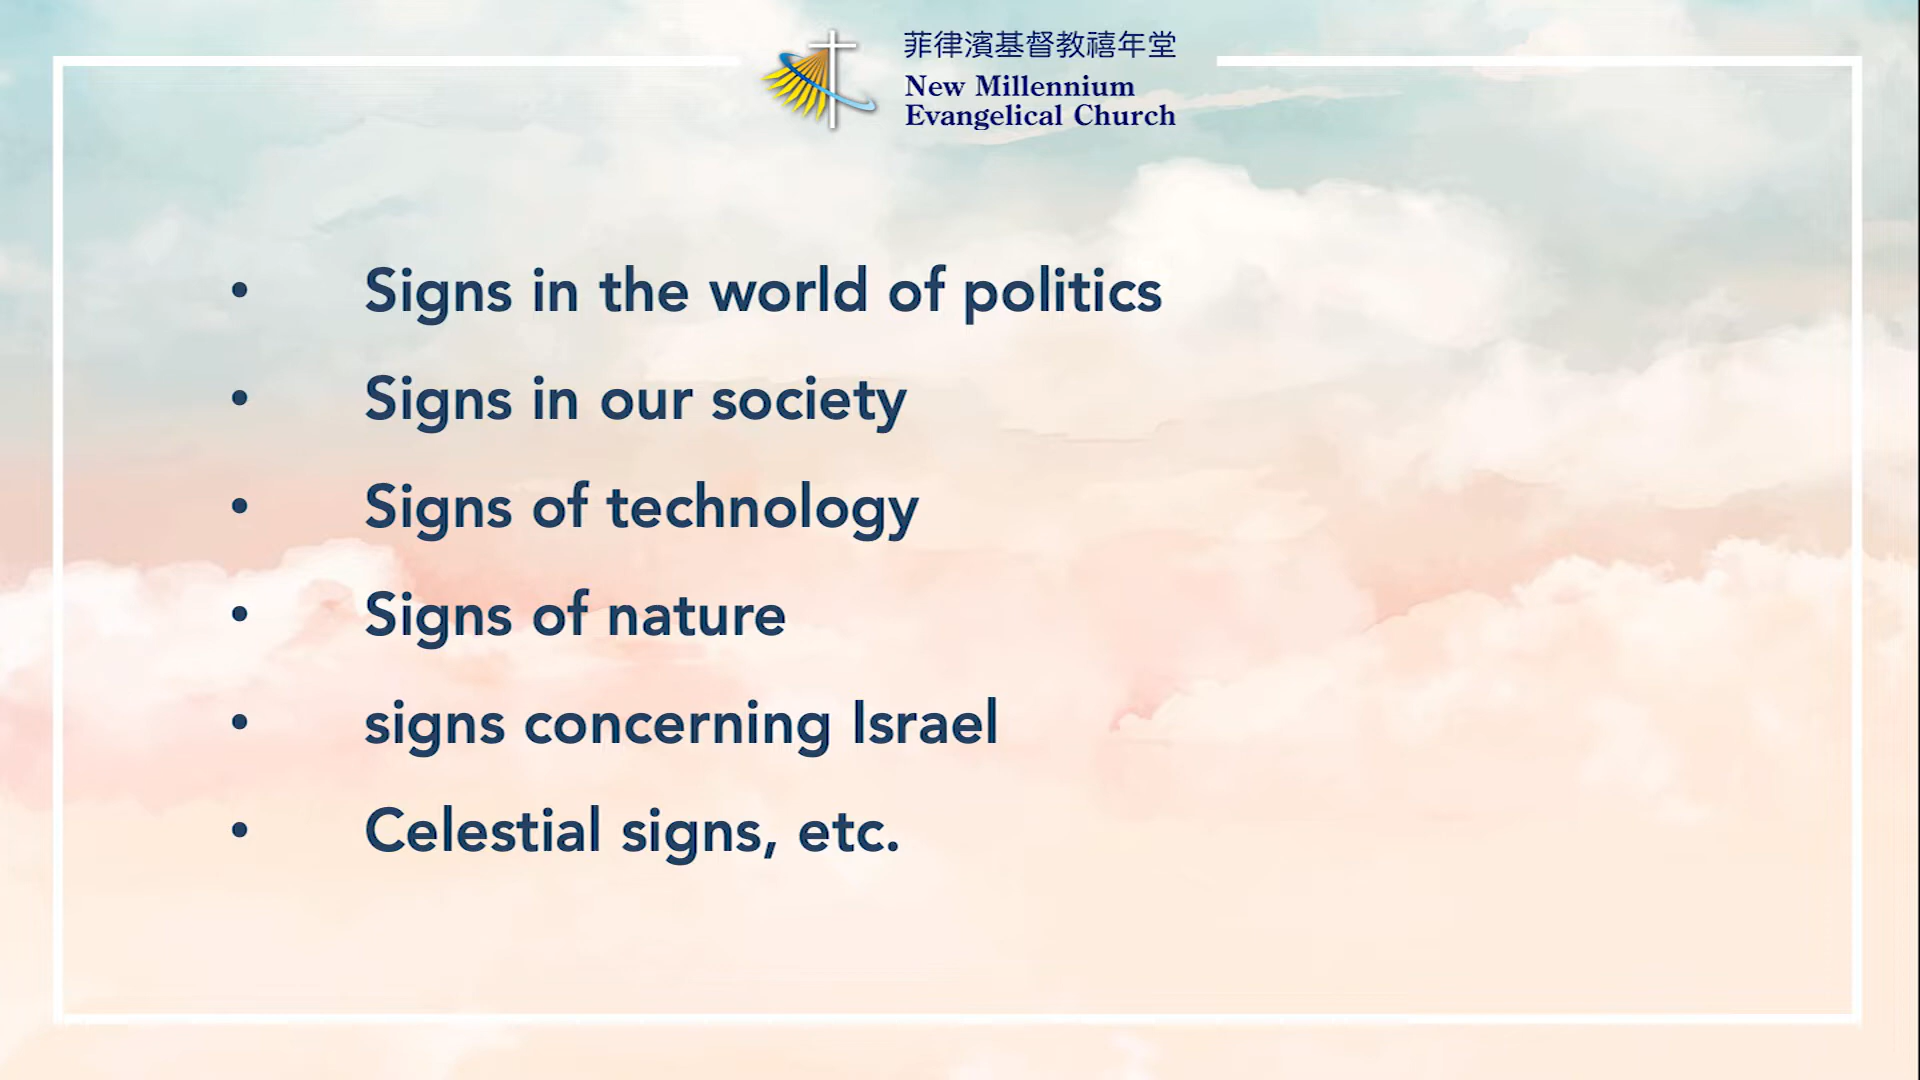 菲律濱基督教禧年堂
New Millennium
Evangelical Church
• Signs in the world of politics
• Signs in our society
• Signs of technology
• Signs of nature
• signs concerning Israel
• Celestial signs, etc.